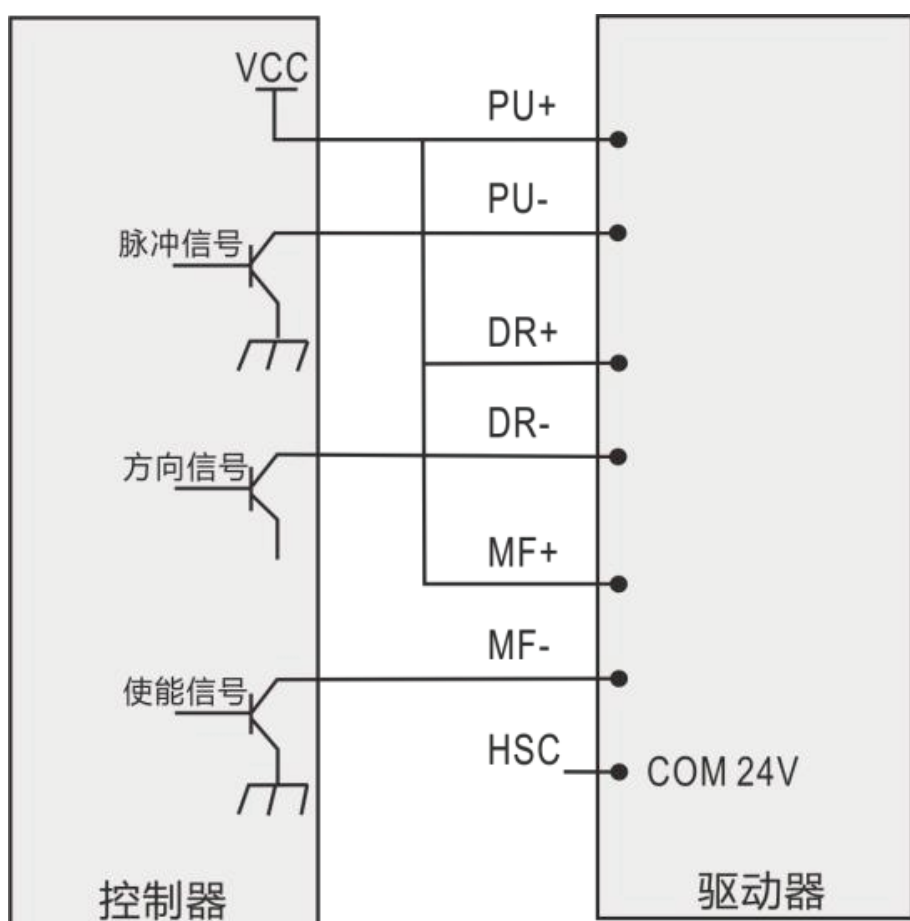 VCC
PU+
PU-
脉冲信号
DR+
DR-
方向信号
MF+
MF-
使能信号
HSC
COM 24V
控制器
驱动器